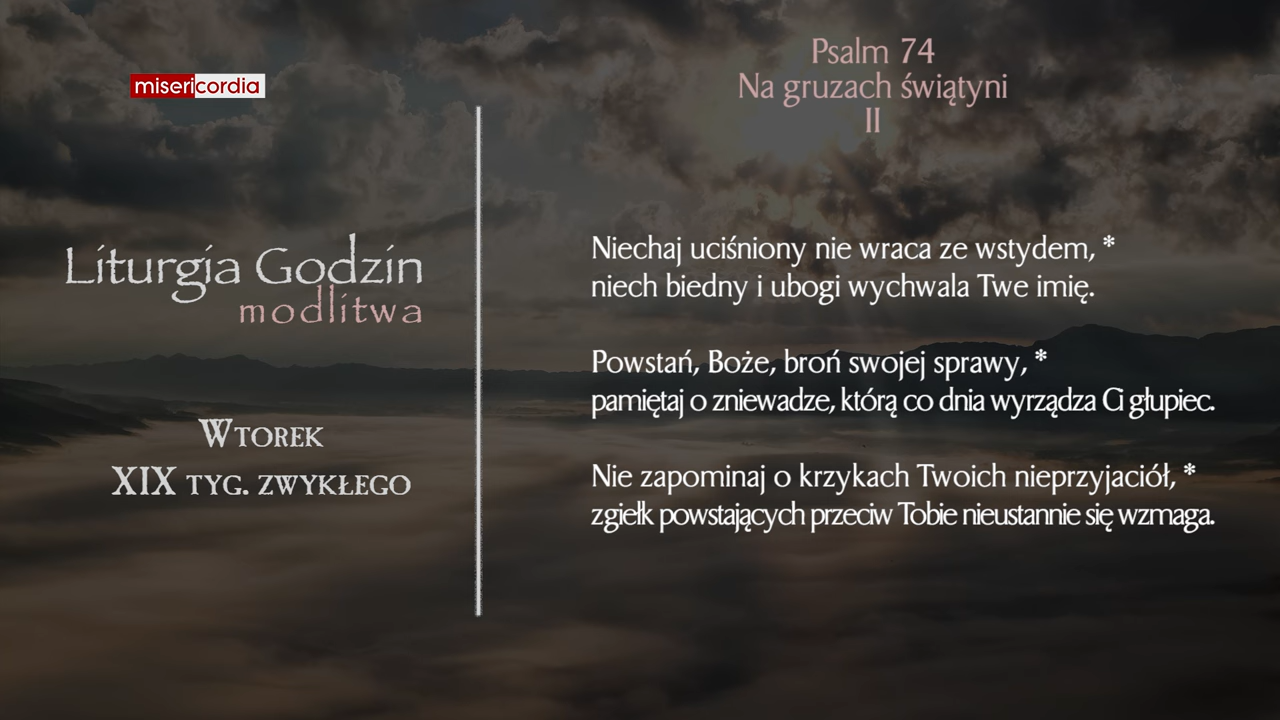 misericordia
Liturgia Godzin
modlitwa
Wtorek
XIX tyg. zwykłego
Psalm 74
Na gruzach świątyni
II
Niechaj uciśniony nie wraca ze wstydem, *
niech biedny i ubogi wychwala Twe imię.
Powstań, Boże, broń swojej sprawy, *
pamiętaj o zniewadze, którą co dnia wyrządza Ci głupiec.
Nie zapominaj o krzykach Twoich nieprzyjaciół, *
zgiełk powstających przeciw Tobie nieustannie się wzmaga.